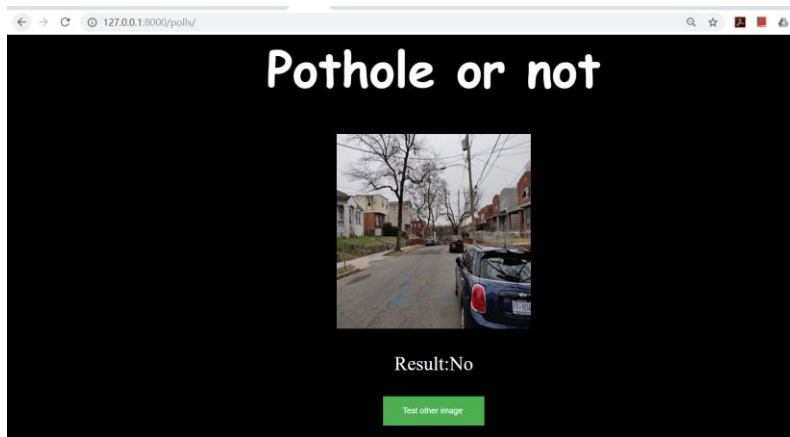 127.0.0.1:8000/polls/
Pothole or not
Result:No
Test other image